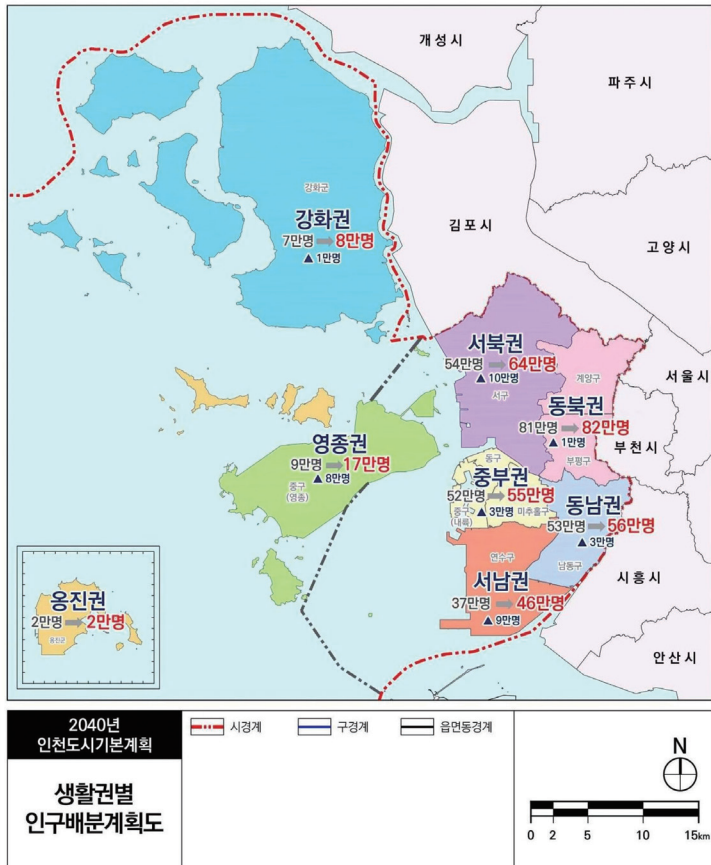 개성시
파주시
강화군
강화권
7만명 8만명
▲1만명
김포시
고양시
서북권
54만명 64만명
▲10만명
서구
계양구
서울시
동북권
81만명 82만명
▲1만명
부평구
부천시
영종권
9만명 17만명
▲8만명
중구
(영종)
동구
중부권
52만명 55만명
▲3만명
중구
(내륙)
미추홀구
동남권
53만명 56만명
▲3만명
남동구
연수구
서남권
37만명 46만명
▲9만명
시흥시
안산시
옹진권
2만명 2만명
옹진군
2040년
인천도시기본계획
생활권별
인구배분계획도
시경계
구경계
읍면동경계
N
0 2 5 10 15km